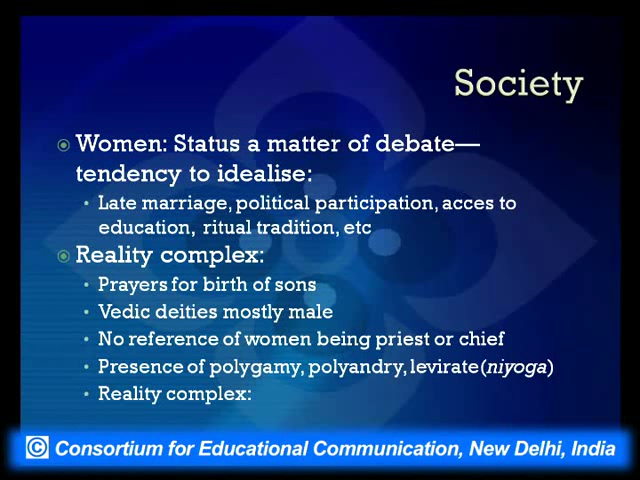 Society
Women: Status a matter of debate—
tendency to idealise:
Late marriage, political participation, acces to
education, ritual tradition, etc
Reality complex:
Prayers for birth of sons
Vedic deities mostly male
No reference of women being priest or chief
Presence of polygamy, polyandry, levirate(niyoga)
Reality complex:
© Consortium for Educational Communication, New Delhi, India